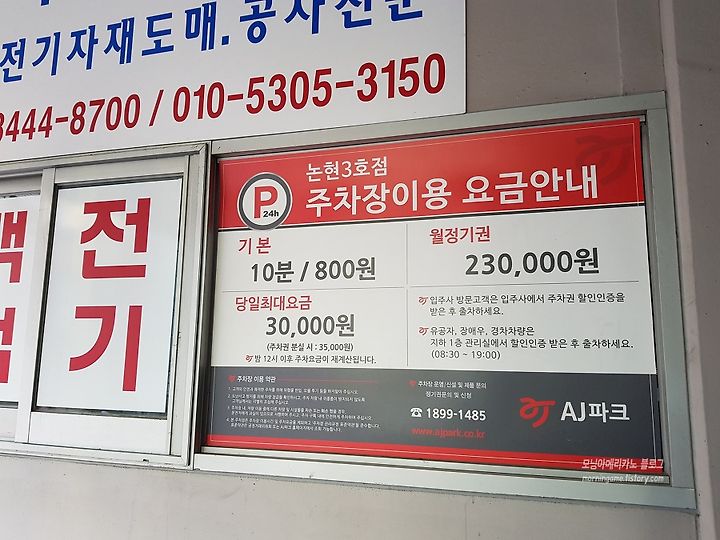 전기자재도매.공사전문
3444-8700 / 010-5305-3150
전
기
P
24h
논현3호점
주차장이용 요금안내
기 본
10분 / 800원
월정기권
230,000원
당일최대요금
30,000원
(주차권 분실 시 : 35,000원)
밤 12시 이후 주차요금이 재계산됩니다.
입주사 방문고객은 입주사에서 주차권 할인인증을
받은 후 출차하세요.
유공자, 장애우, 경차차량은
지하 1층 관리실에서 할인인증 받은 후 출차하세요.
(08:30 ~ 19:00)
주차장 이용 약관
주차장 운영/신설 및 제품 문의
정기권문의 및 신청
☎ 1899-1485
www.ajpark.co.kr
AJ파크
모닝아메리카노 블로그
morningame.tistory.com